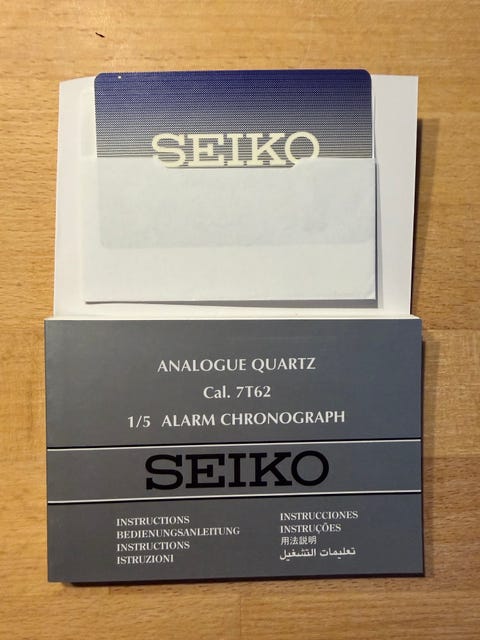 SEIKO
ANALOGUE QUARTZ
Cal. 7T62
1/5 ALARM CHRONOGRAPH
SEIKO
INSTRUCTIONS
BEDIENUNGSANLEITUNG
INSTRUCTIONS
ISTRUZIONI
INSTRUCCIONES
INSTRUÇÕES
用法說明
تعليمات التشغيل